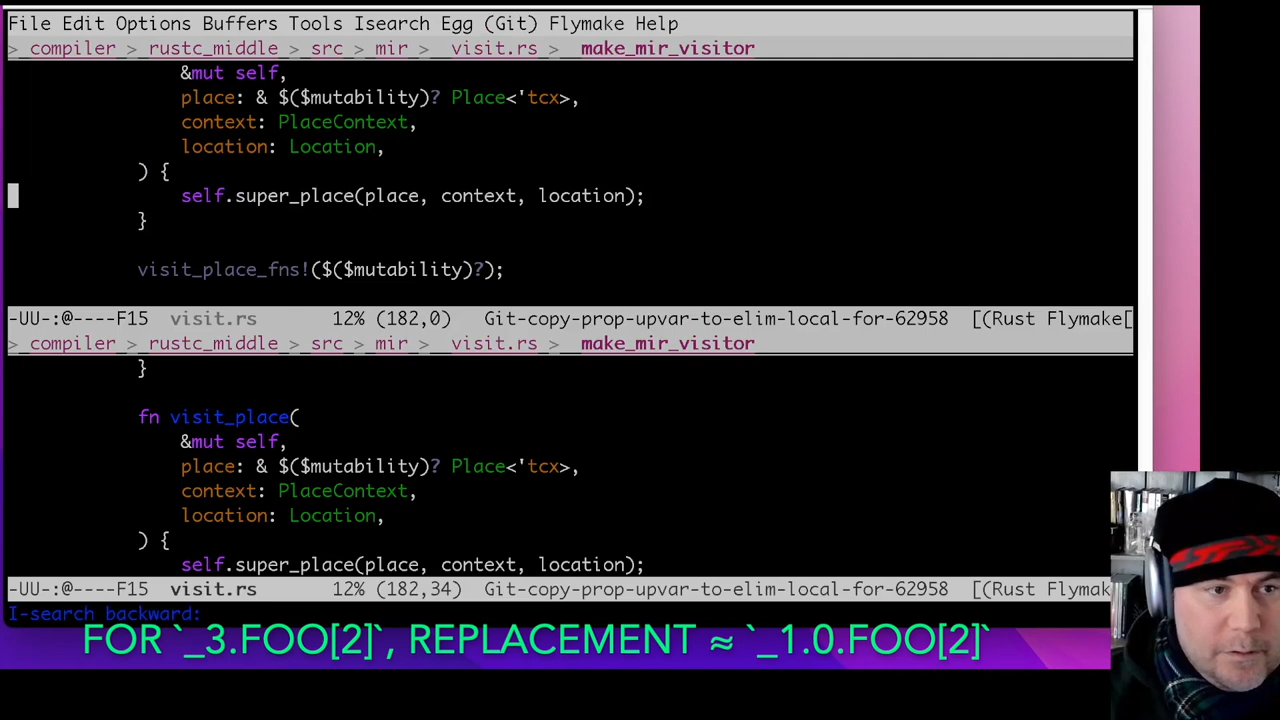 File Edit Options Buffers Tools Isearch Egg (Git) Flymake Help
> compiler > rustc_middle > src > mir > visit.rs > make_mir_visitor
&mut self,
place: & $($mutability)? Place<'tcx>,
context: PlaceContext,
location: Location,
) {
self.super_place(place, context, location);
}
visit_place_fns!($($mutability)?);
-UU-:@----F15 visit.rs 12% (182,0) Git-copy-prop-upvar-to-elim-local-for-62958 [(Rust Flymake[
> compiler > rustc_middle > src > mir > visit.rs > make_mir_visitor
}
fn visit_place(
&mut self,
place: & $($mutability)? Place<'tcx>,
context: PlaceContext,
location: Location,
) {
self.super_place(place, context, location);
-UU-:@----F15 visit.rs 12% (182,34) Git-copy-prop-upvar-to-elim-local-for-62958 [(Rust Flymake[
I-search backward:
FOR `_3.FOO[2]`, REPLACEMENT ≈ `_1.0.FOO[2]`